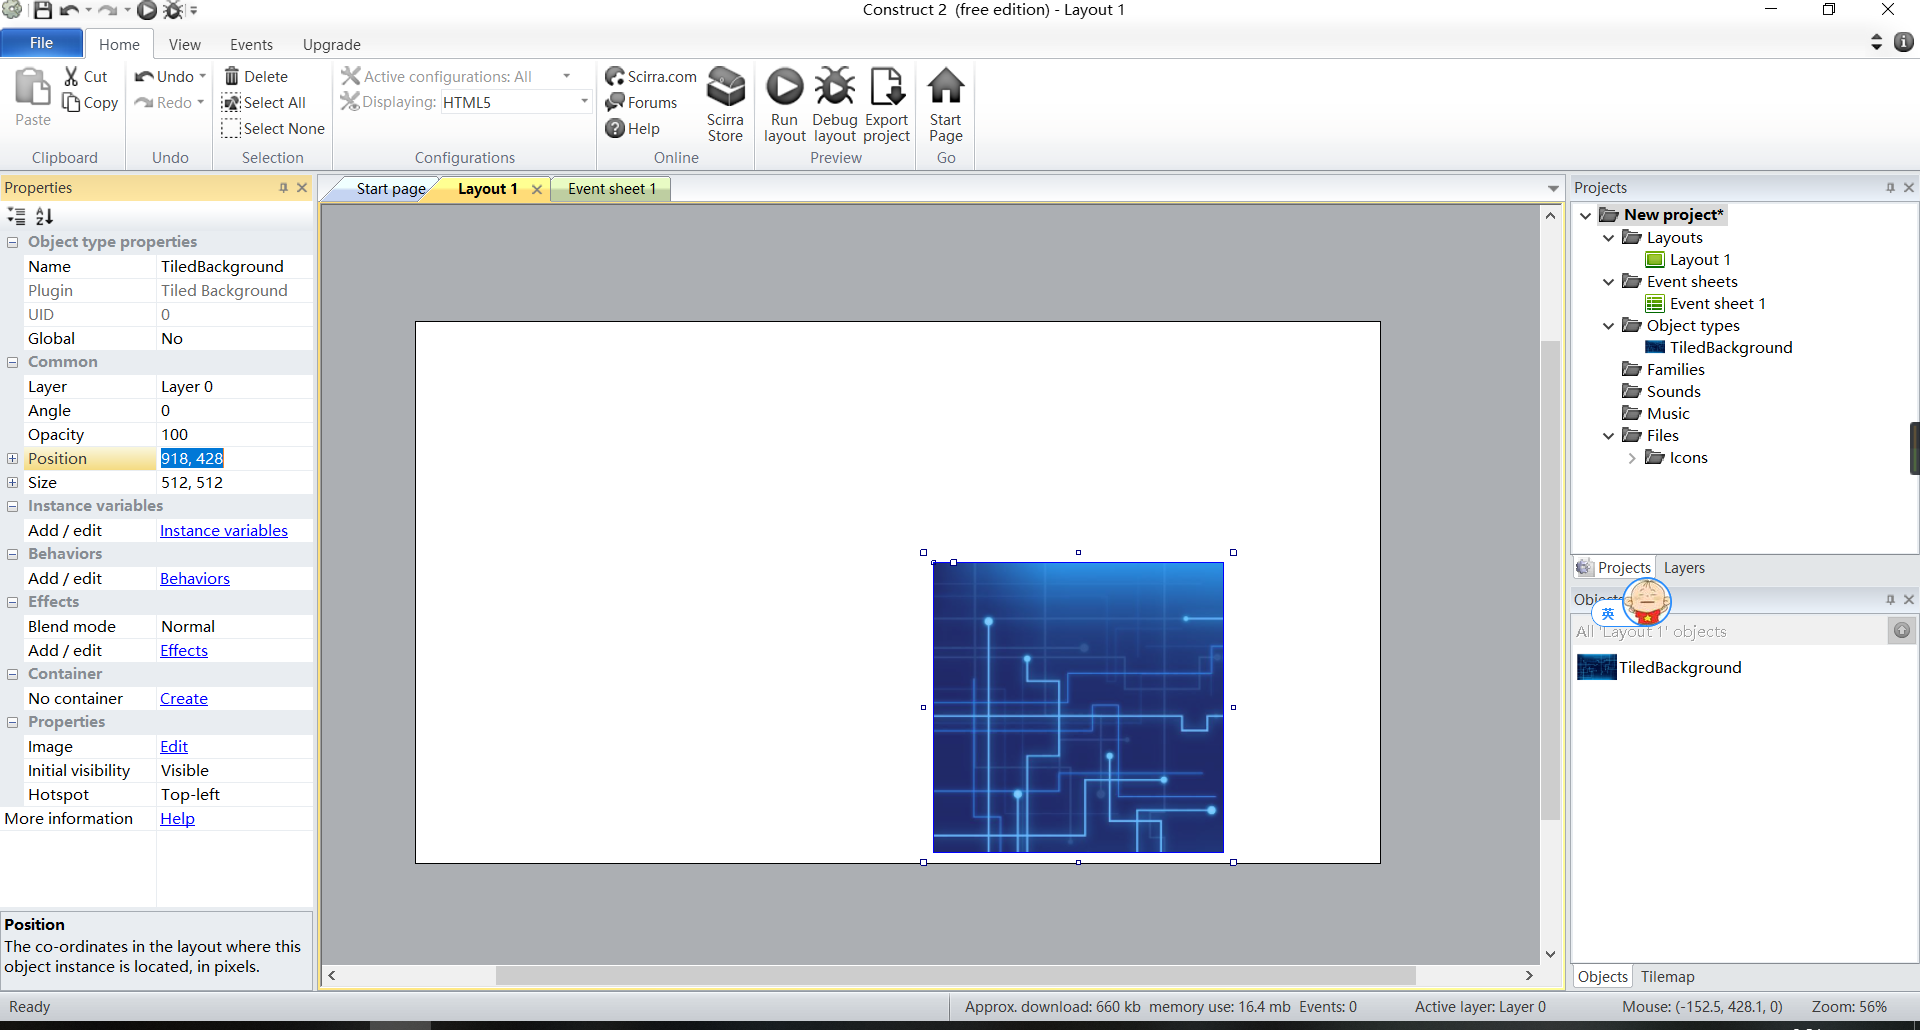 Construct 2  (free edition) - Layout 1
File
Home
View
Events
Upgrade
Paste
Cut
Copy
Clipboard
Undo
Redo
Undo
Delete
Select All
Select None
Selection
Active configurations: All
Displaying: HTML5
Configurations
Scirra.com
Forums
Help
Scirra
Store
Online
Run
layout
Debug
layout
Export
project
Preview
Start
Page
Go
Properties
Start page
Layout 1
Event sheet 1
Projects
Object type properties
Name TiledBackground
Plugin Tiled Background
UID 0
Global No
Common
Layer Layer 0
Angle 0
Opacity 100
Position 918, 428
Size 512, 512
Instance variables
Add / edit Instance variables
Behaviors
Add / edit Behaviors
Effects
Blend mode Normal
Add / edit Effects
Container
No container Create
Properties
Image Edit
Initial visibility Visible
Hotspot Top-left
More information Help
Position
The co-ordinates in the layout where this
object instance is located, in pixels.
New project*
Layouts
Layout 1
Event sheets
Event sheet 1
Object types
TiledBackground
Families
Sounds
Music
Files
Icons
Projects
Layers
英
All 'Layout 1' objects
TiledBackground
Objects
Tilemap
Ready
Approx. download: 660 kb  memory use: 16.4 mb  Events: 0
Active layer: Layer 0
Mouse: (-152.5, 428.1, 0)
Zoom: 56%